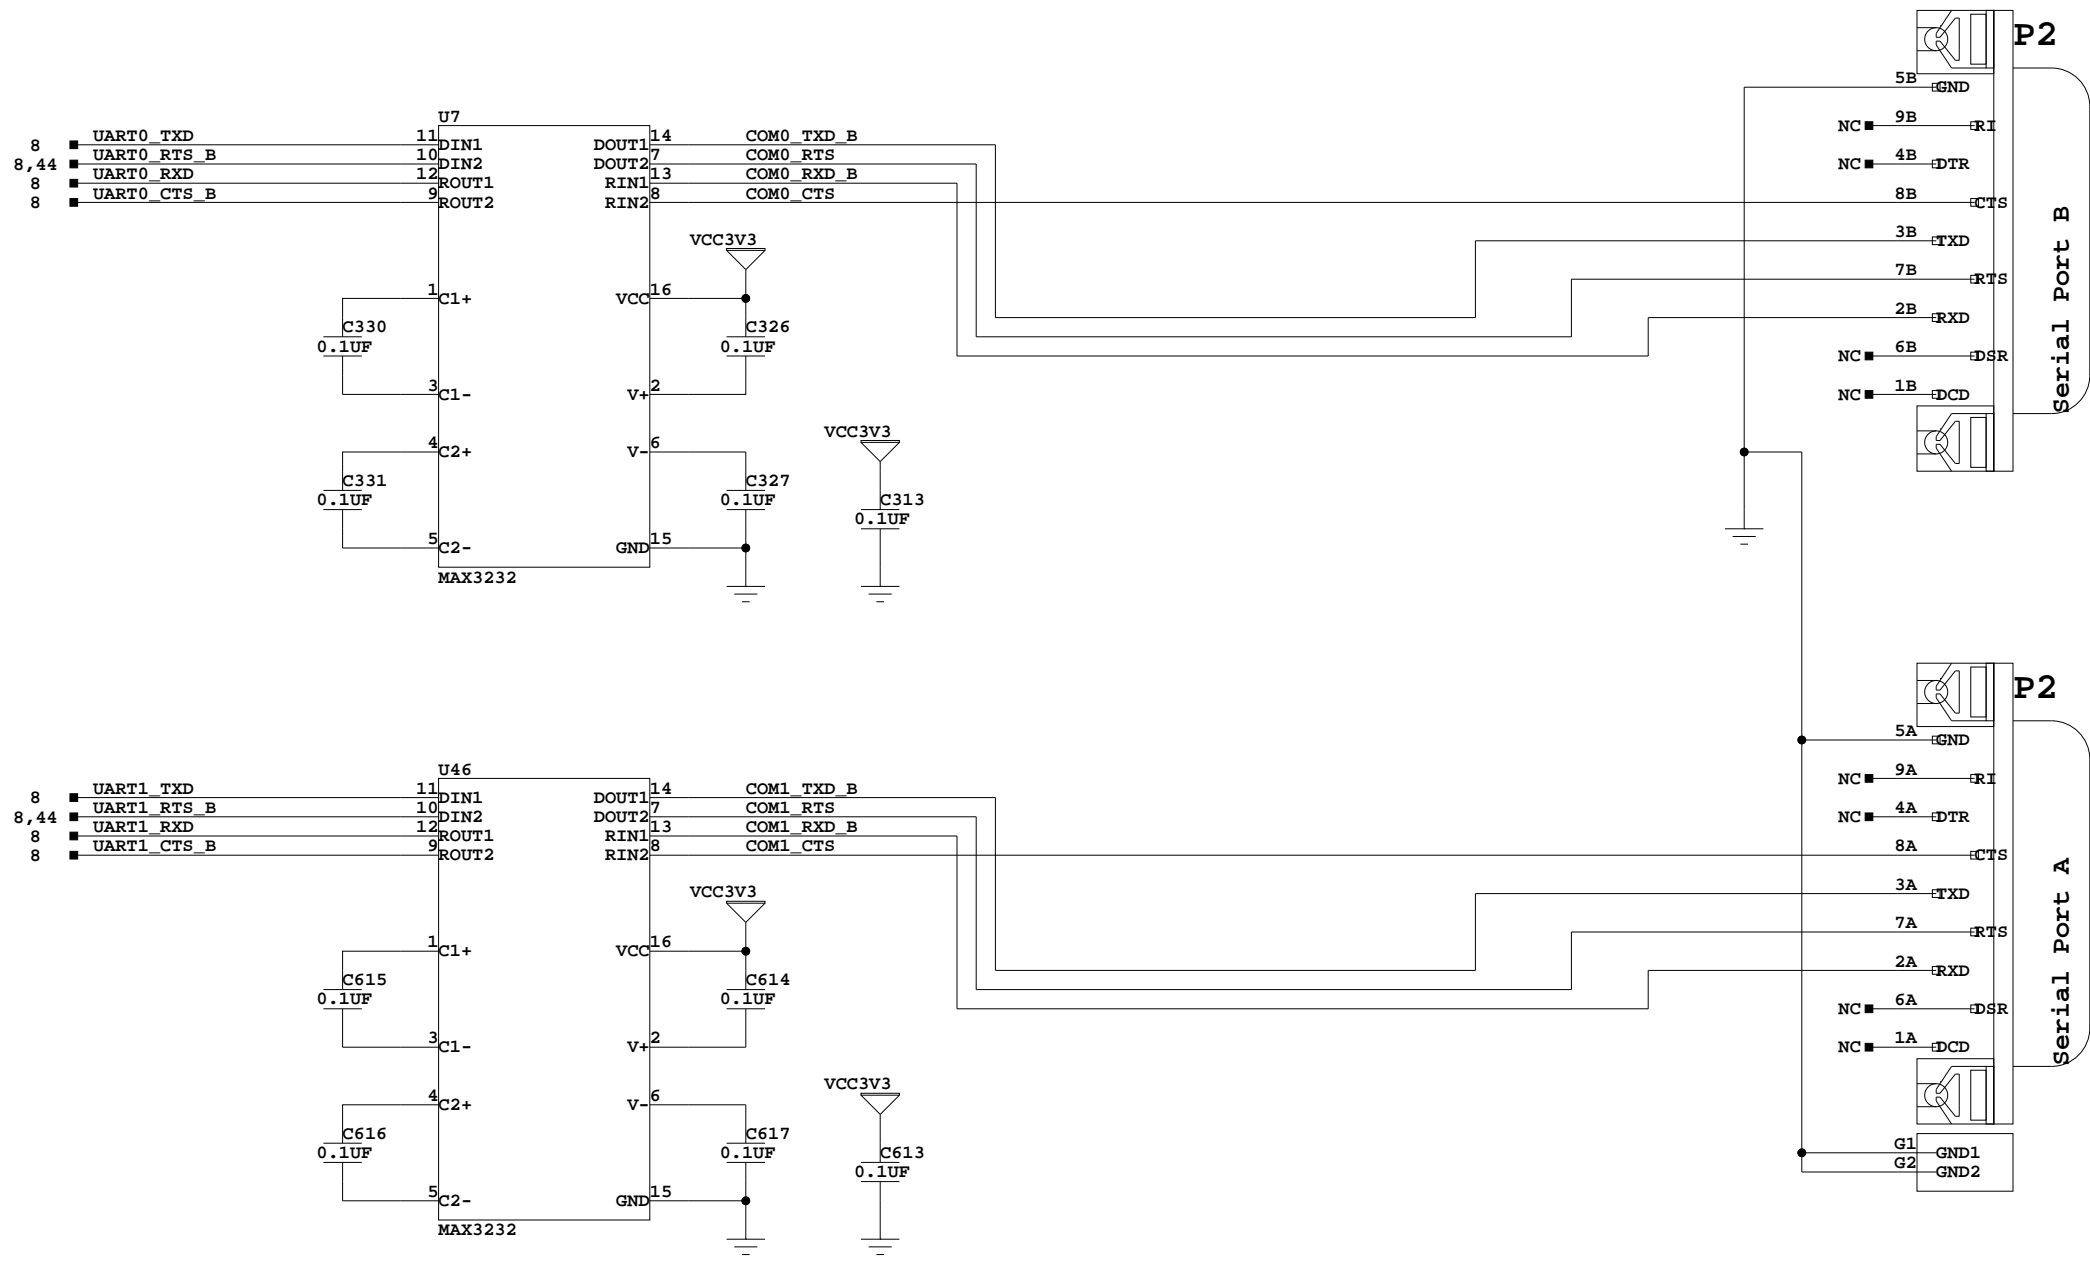 P2
5B GND
NC 9B RI
NC 4B DTR
8B CTS
3B TXD
7B RTS
2B RXD
NC 6B DSR
NC 1B DCD
Serial Port B
U7
8 UART0_TXD 11 DIN1 DOUT1 14 COM0_TXD_B
8,44 UART0_RTS_B 10 DIN2 DOUT2 7 COM0_RTS
8 UART0_RXD 12 ROUT1 RIN1 13 COM0_RXD_B
8 UART0_CTS_B 9 ROUT2 RIN2 8 COM0_CTS
VCC3V3
1 C1+ VCC 16
C330 C326
0.1UF 0.1UF
3 C1- V+ 2
VCC3V3
4 C2+ V- 6
C331 C327 C313
0.1UF 0.1UF 0.1UF
5 C2- GND 15
MAX3232
P2
5A GND
NC 9A RI
NC 4A DTR
8A CTS
3A TXD
7A RTS
2A RXD
NC 6A DSR
NC 1A DCD
Serial Port A
G1 GND1
G2 GND2
U46
8 UART1_TXD 11 DIN1 DOUT1 14 COM1_TXD_B
8,44 UART1_RTS_B 10 DIN2 DOUT2 7 COM1_RTS
8 UART1_RXD 12 ROUT1 RIN1 13 COM1_RXD_B
8 UART1_CTS_B 9 ROUT2 RIN2 8 COM1_CTS
VCC3V3
1 C1+ VCC 16
C615 C614
0.1UF 0.1UF
3 C1- V+ 2
VCC3V3
4 C2+ V- 6
C616 C617 C613
0.1UF 0.1UF 0.1UF
5 C2- GND 15
MAX3232